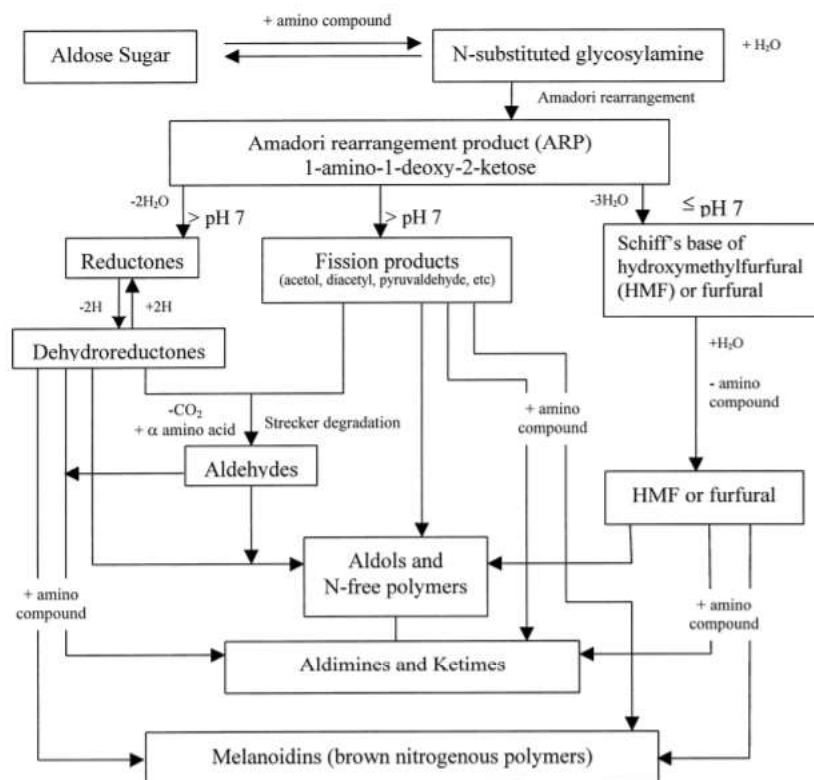 + amino compound
Aldose Sugar
N-substituted glycosylamine
+ H₂O
Amadori rearrangement
Amadori rearrangement product (ARP)
1-amino-1-deoxy-2-ketose
-2H₂O
> pH 7
> pH 7
-3H₂O
≤ pH 7
Reductones
Fission products
(acetol, diacetyl, pyruvaldehyde, etc)
Schiff's base of
hydroxymethylfurfural
(HMF) or furfural
-2H
+2H
Dehydroreductones
+H₂O
- amino
compound
-CO₂
+ α amino acid
Strecker degradation
+ amino
compound
Aldehydes
HMF or furfural
Aldols and
N-free polymers
+ amino
compound
+ amino
compound
Aldimines and Ketimes
Melanoidins (brown nitrogenous polymers)